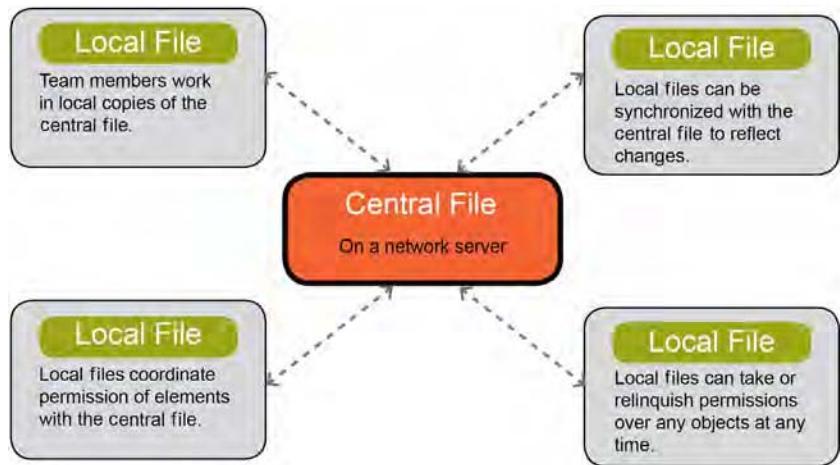 Local File
Team members work
in local copies of the
central file.
Local File
Local files can be
synchronized with the
central file to reflect
changes.
Central File
On a network server
Local File
Local files coordinate
permission of elements
with the central file.
Local File
Local files can take or
relinquish permissions
over any objects at any
time.